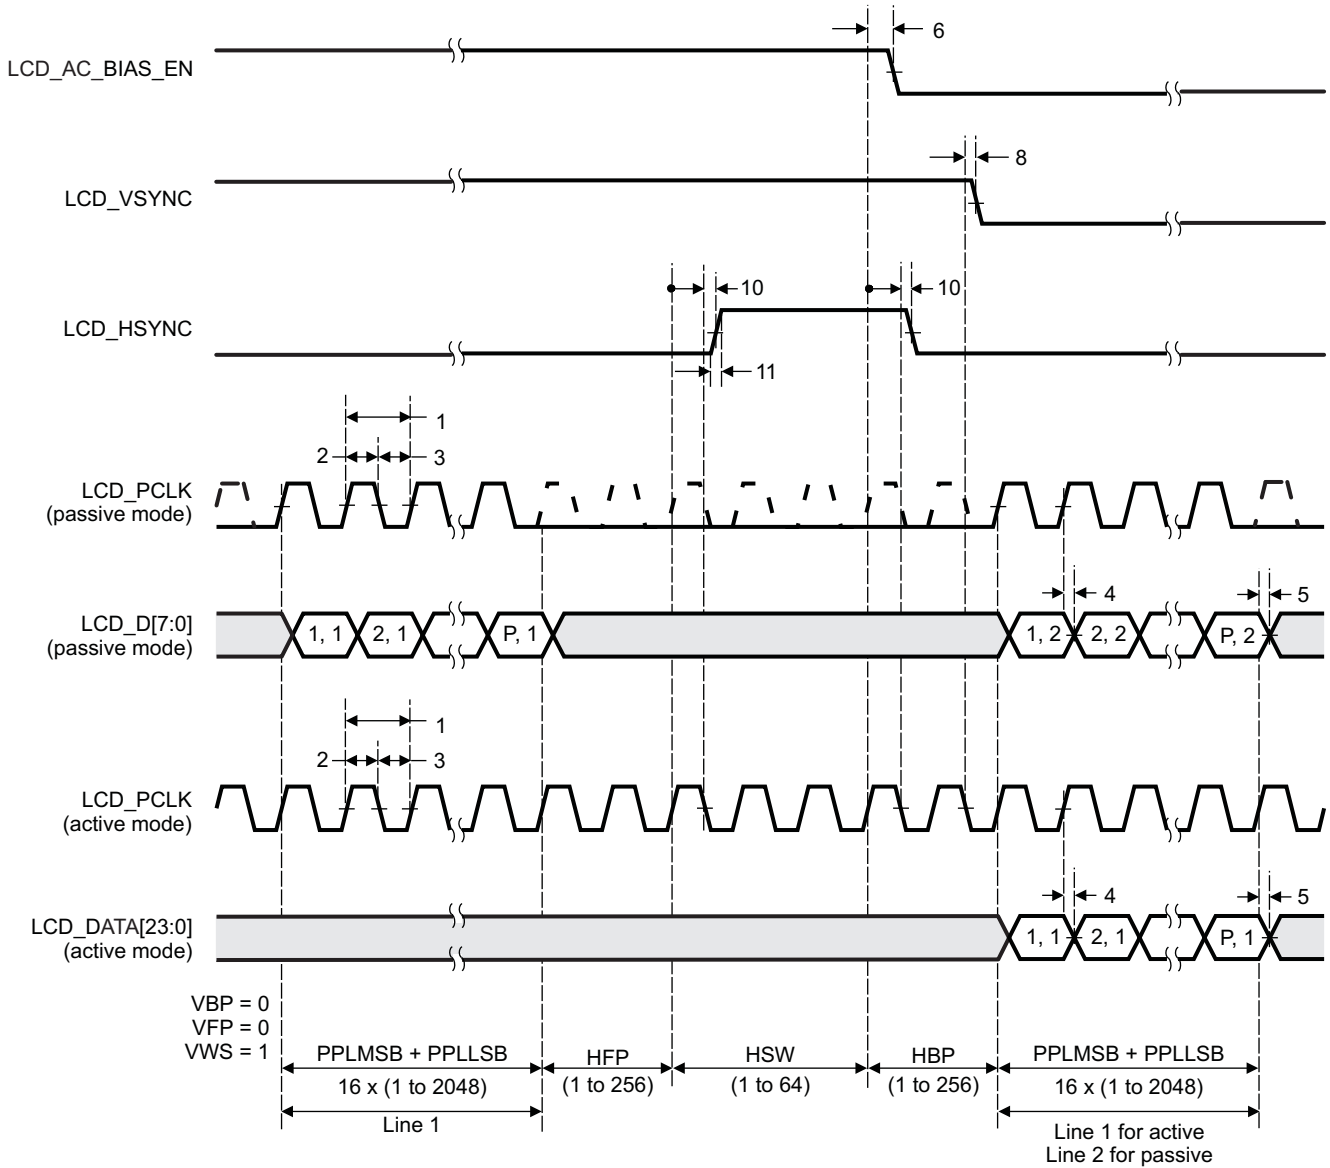 6
LCD_AC_BIAS_EN
8
LCD_VSYNC
10
10
LCD_HSYNC
11
1
2
3
LCD_PCLK
(passive mode)
4
5
LCD_D[7:0]
(passive mode)
1, 1
2, 1
P, 1
1, 2
2, 2
P, 2
1
2
3
LCD_PCLK
(active mode)
4
5
LCD_DATA[23:0]
(active mode)
1, 1
2, 1
P, 1
VBP = 0
VFP = 0
VWS = 1
PPLMSB + PPLLSB
16 x (1 to 2048)
Line 1
HFP
(1 to 256)
HSW
(1 to 64)
HBP
(1 to 256)
PPLMSB + PPLLSB
16 x (1 to 2048)
Line 1 for active
Line 2 for passive